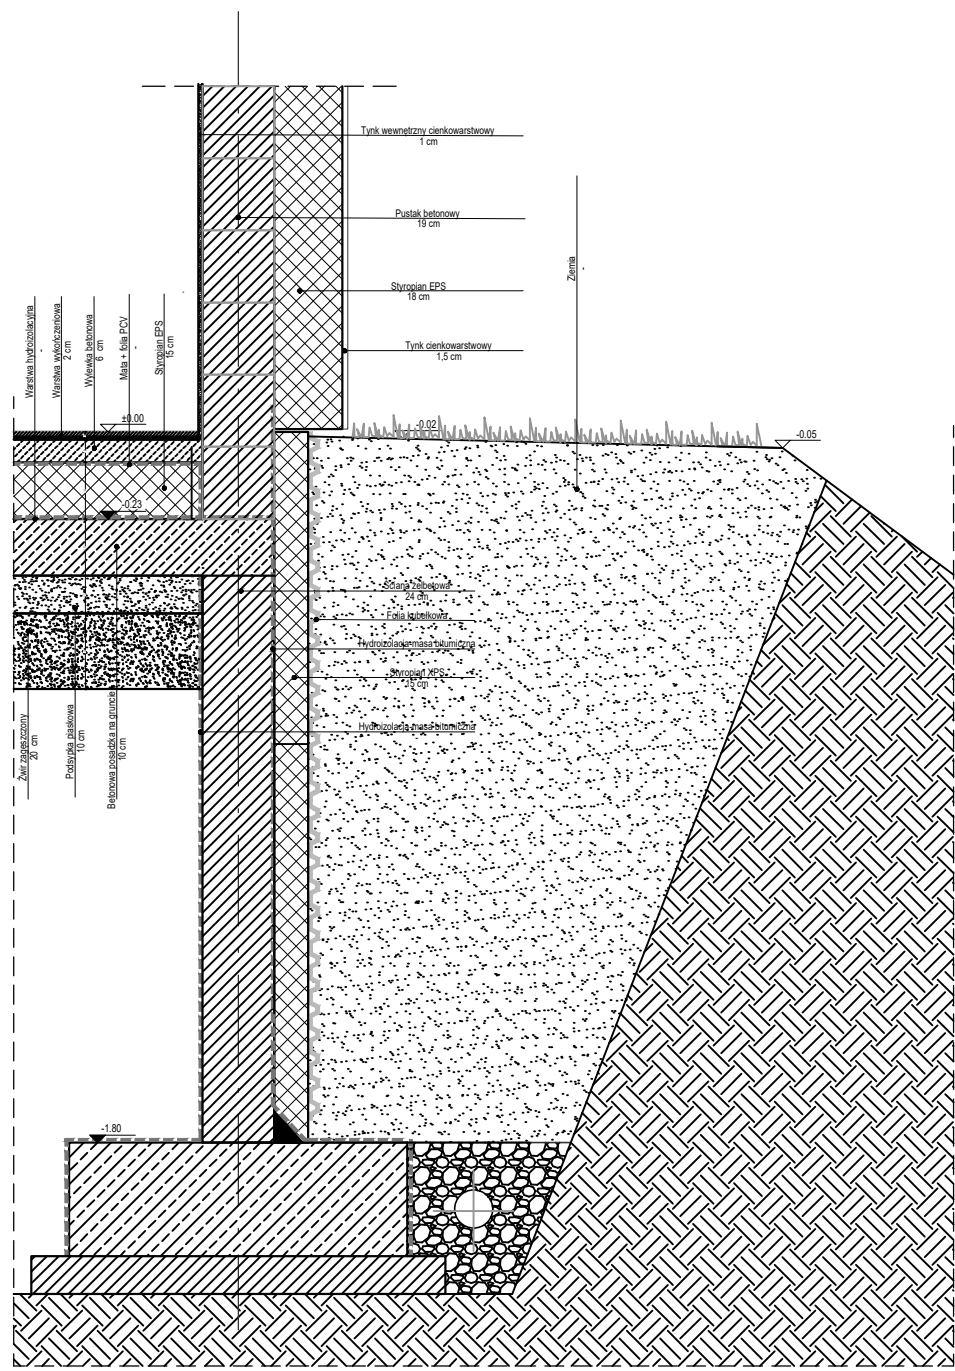 Tynk wewnętrzny cienkowarstwowy
1 cm
Pustak betonowy
19 cm
Styropian EPS
18 cm
Tynk cienkowarstwowy
1,5 cm
Ziemia
-
Warstwa hydroizolacyjna
-
Warstwa wykończeniowa
2 cm
Wylewka betonowa
6 cm
Mata + folia PCV
-
Styropian EPS
15 cm
±0.00
-0.02
-0.05
-0.23
Ściana żelbetowa
24 cm
Folia kubełkowa
Hydroizolacja-masa bitumiczna
Styropian XPS
15 cm
Hydroizolacja-masa bitumiczna
Żwir zagęszczony
20 cm
Podsypka piaskowa
10 cm
Betonowa posadzka na gruncie
10 cm
-1.80